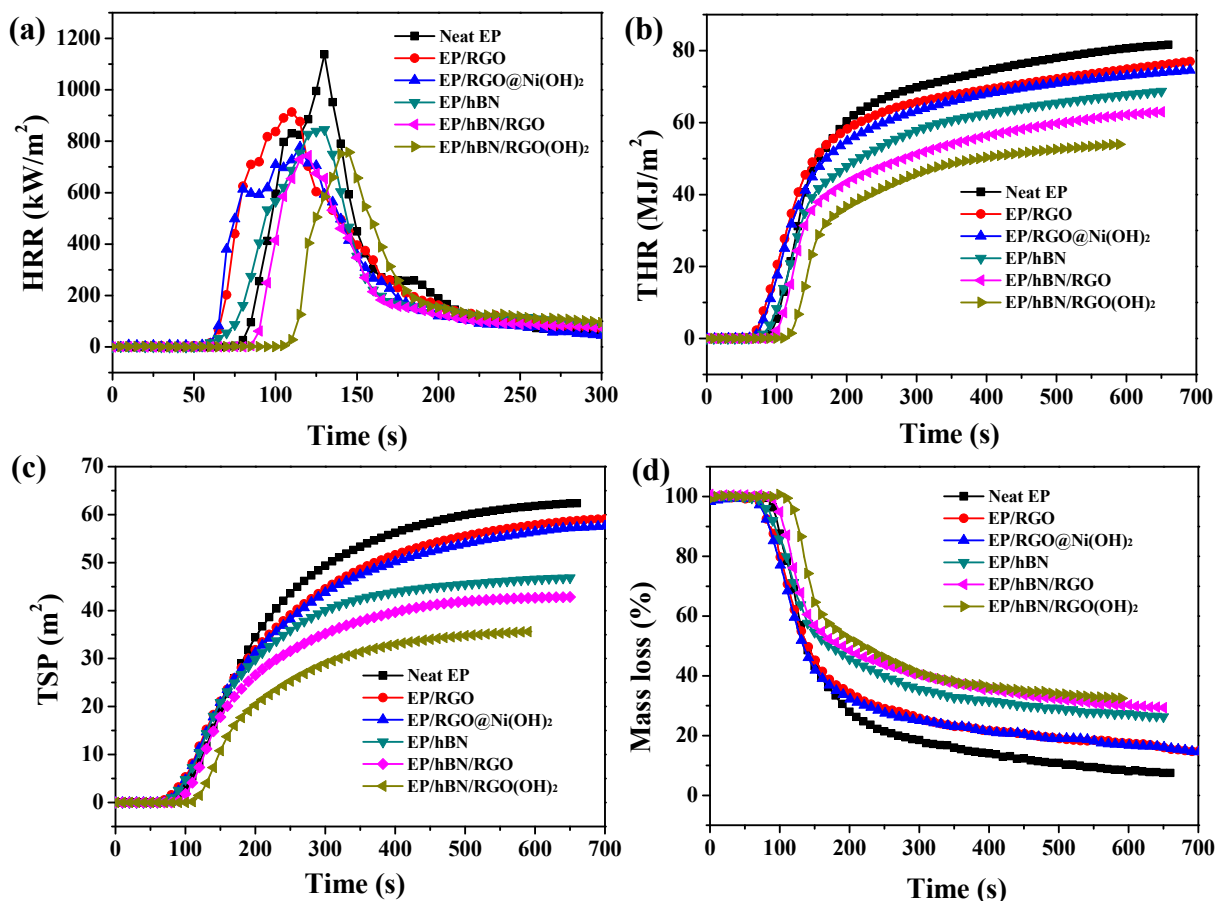 (a)
HRR (kW/m²)
1200
1000
800
600
400
200
0
Neat EP
EP/RGO
EP/RGO@Ni(OH)₂
EP/hBN
EP/hBN/RGO
EP/hBN/RGO(OH)₂
0 50 100 150 200 250 300
Time (s)
(b)
THR (MJ/m²)
80
60
40
20
0
Neat EP
EP/RGO
EP/RGO@Ni(OH)₂
EP/hBN
EP/hBN/RGO
EP/hBN/RGO(OH)₂
0 100 200 300 400 500 600 700
Time (s)
(c)
TSP (m²)
70
60
50
40
30
20
10
0
Neat EP
EP/RGO
EP/RGO@Ni(OH)₂
EP/hBN
EP/hBN/RGO
EP/hBN/RGO(OH)₂
0 100 200 300 400 500 600 700
Time (s)
(d)
Mass loss (%)
100
80
60
40
20
0
Neat EP
EP/RGO
EP/RGO@Ni(OH)₂
EP/hBN
EP/hBN/RGO
EP/hBN/RGO(OH)₂
0 100 200 300 400 500 600 700
Time (s)